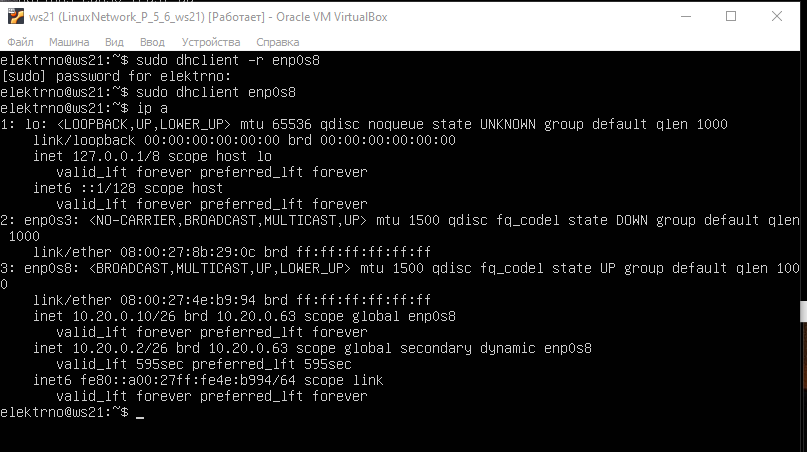 ws21 (LinuxNetwork_P_5_6_ws21) [Работает] - Oracle VM VirtualBox
Файл Машина Вид Ввод Устройства Справка
elektrno@ws21:~$ sudo dhclient -r enp0s8
[sudo] password for elektrno:
elektrno@ws21:~$ sudo dhclient enp0s8
elektrno@ws21:~$ ip a
1: lo: <LOOPBACK,UP,LOWER_UP> mtu 65536 qdisc noqueue state UNKNOWN group default qlen 1000
    link/loopback 00:00:00:00:00:00 brd 00:00:00:00:00:00
    inet 127.0.0.1/8 scope host lo
       valid_lft forever preferred_lft forever
    inet6 ::1/128 scope host
       valid_lft forever preferred_lft forever
2: enp0s3: <NO-CARRIER,BROADCAST,MULTICAST,UP> mtu 1500 qdisc fq_codel state DOWN group default qlen
 1000
    link/ether 08:00:27:8b:29:0c brd ff:ff:ff:ff:ff:ff
3: enp0s8: <BROADCAST,MULTICAST,UP,LOWER_UP> mtu 1500 qdisc fq_codel state UP group default qlen 100
0
    link/ether 08:00:27:4e:b9:94 brd ff:ff:ff:ff:ff:ff
    inet 10.20.0.10/26 brd 10.20.0.63 scope global enp0s8
       valid_lft forever preferred_lft forever
    inet 10.20.0.2/26 brd 10.20.0.63 scope global secondary dynamic enp0s8
       valid_lft 595sec preferred_lft 595sec
    inet6 fe80::a00:27ff:fe4e:b994/64 scope link
       valid_lft forever preferred_lft forever
elektrno@ws21:~$ _